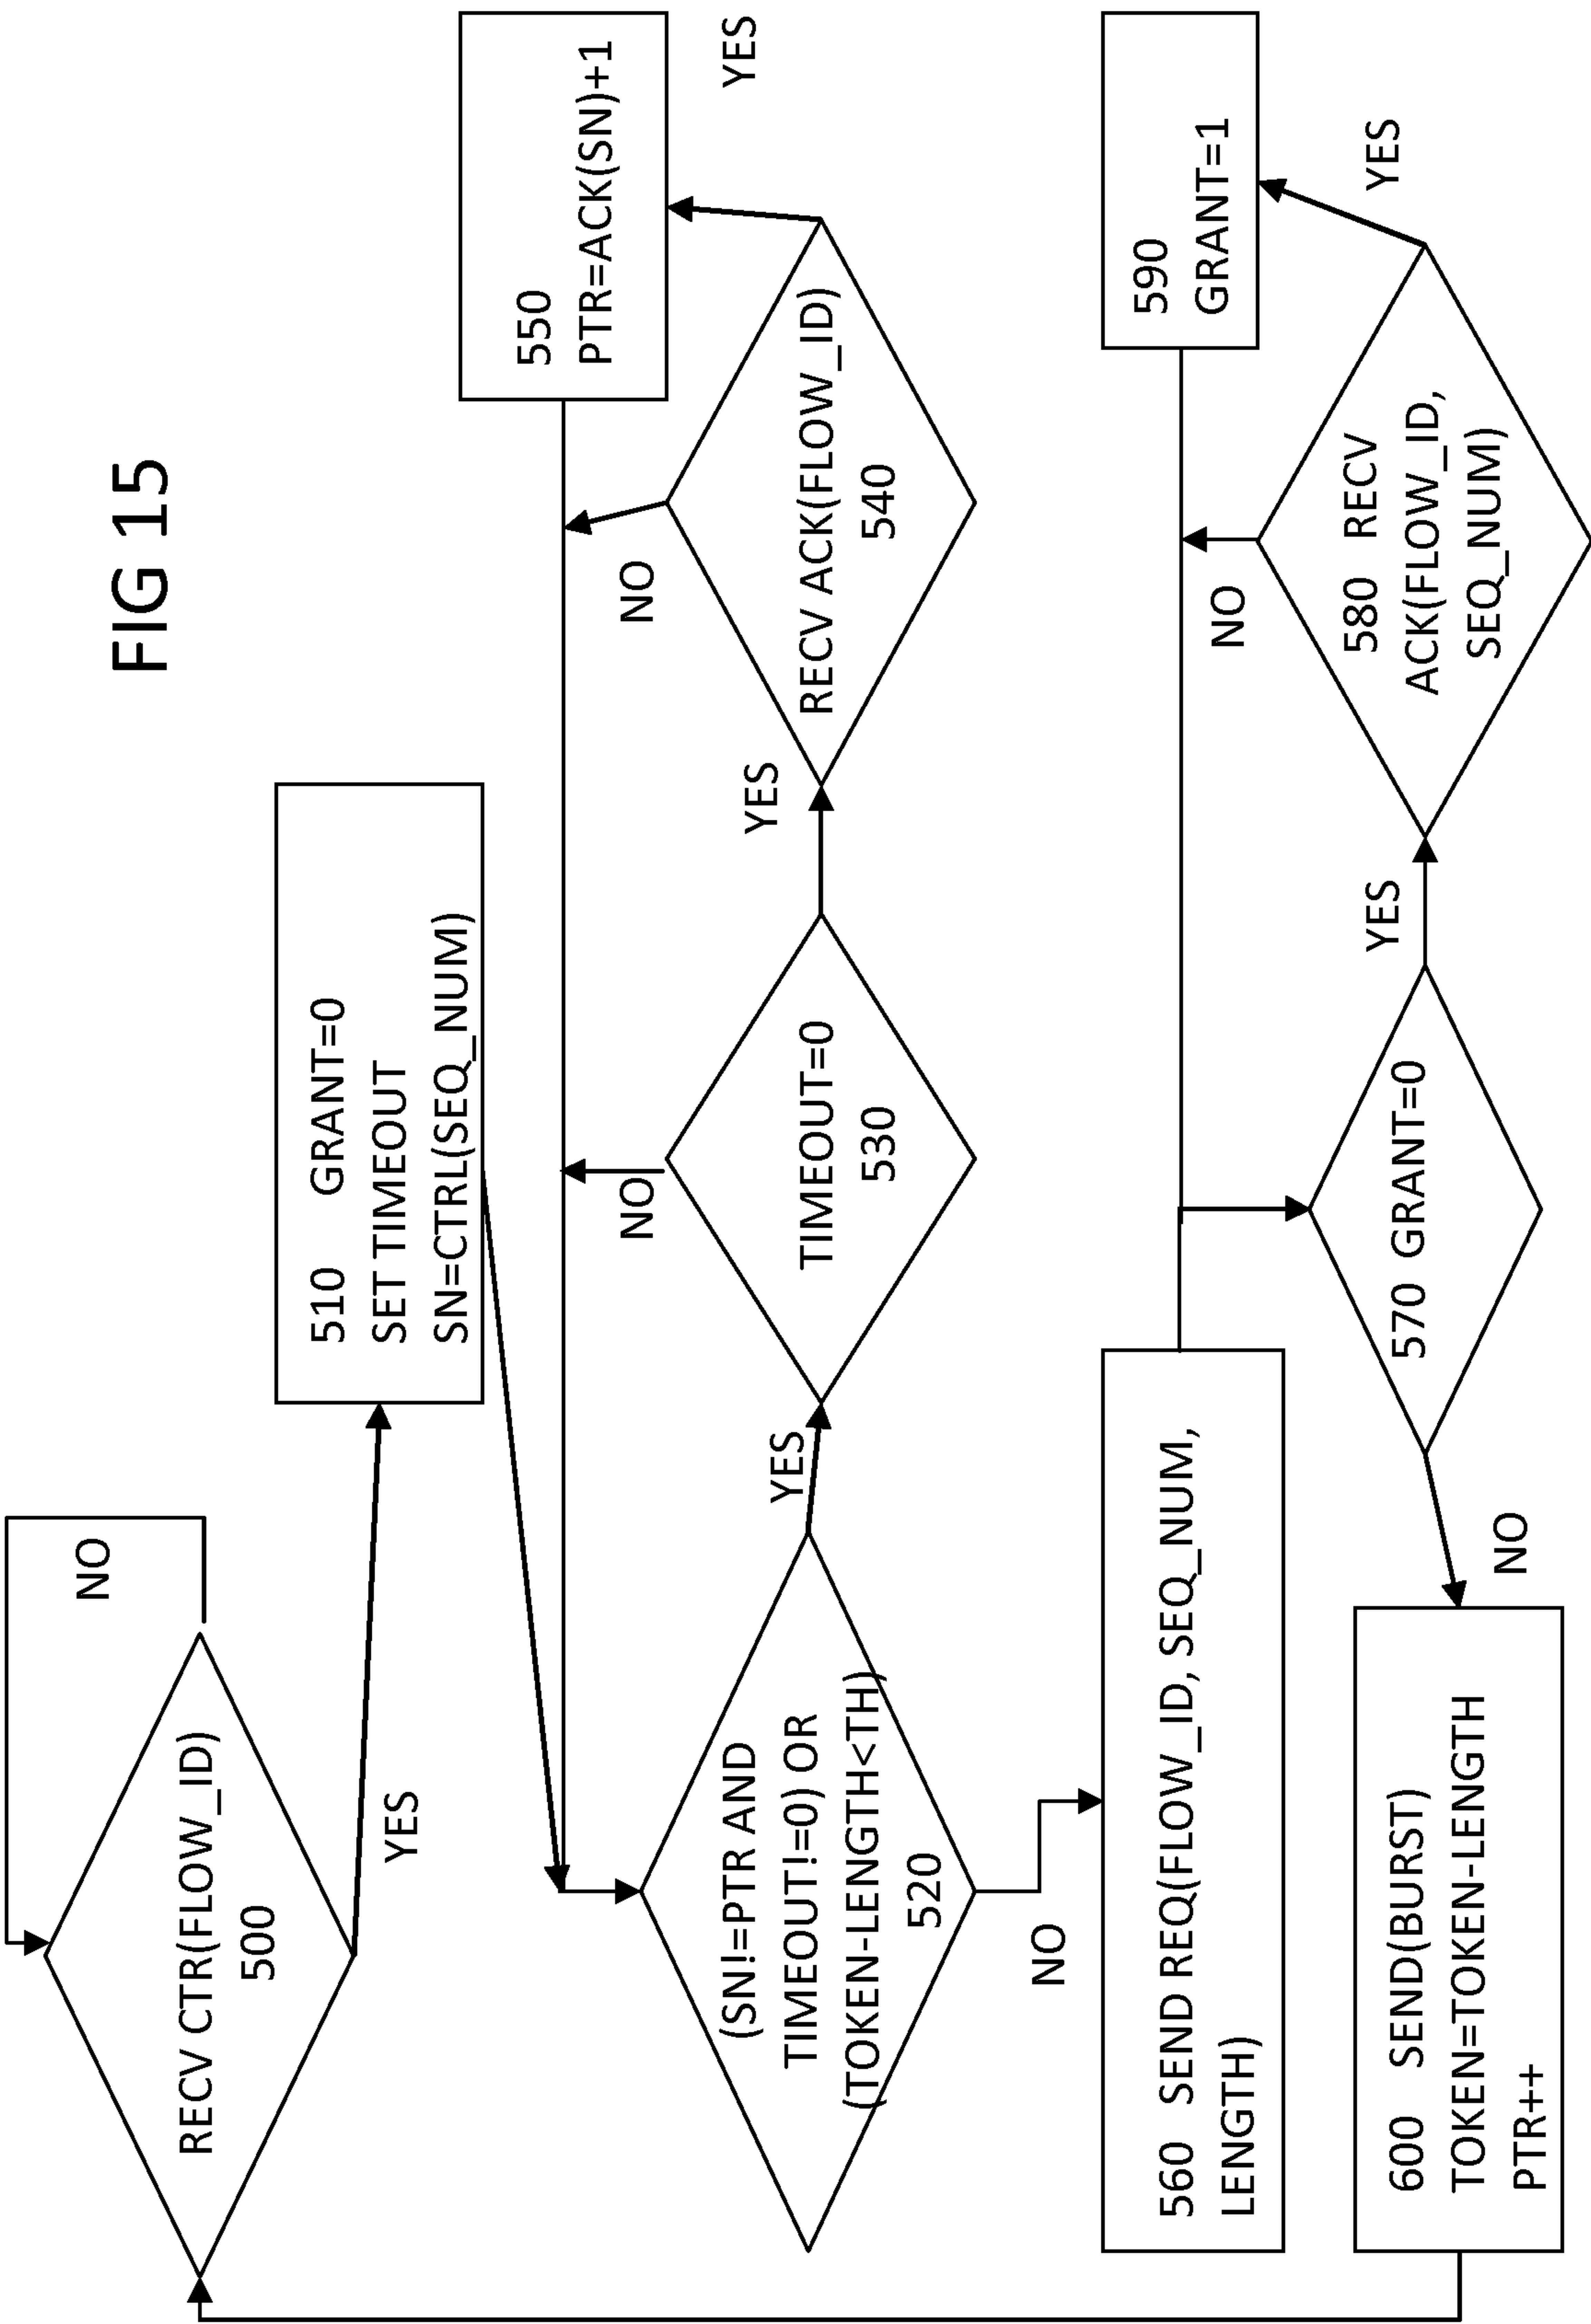 FIG 15
NO
RECV CTR(FLOW_ID)
500
YES
510 GRANT=0
SET TIMEOUT
SN=CTRL(SEQ_NUM)
(SN!=PTR AND
TIMEOUT!=0) OR
(TOKEN-LENGTH<TH)
520
YES
NO
NO
TIMEOUT=0
530
YES
NO
RECV ACK(FLOW_ID)
540
YES
550
PTR=ACK(SN)+1
560 SEND REQ(FLOW_ID, SEQ_NUM,
LENGTH)
570 GRANT=0
YES
NO
NO
580 RECV
ACK(FLOW_ID,
SEQ_NUM)
YES
590
GRANT=1
600 SEND(BURST)
TOKEN=TOKEN-LENGTH
PTR++